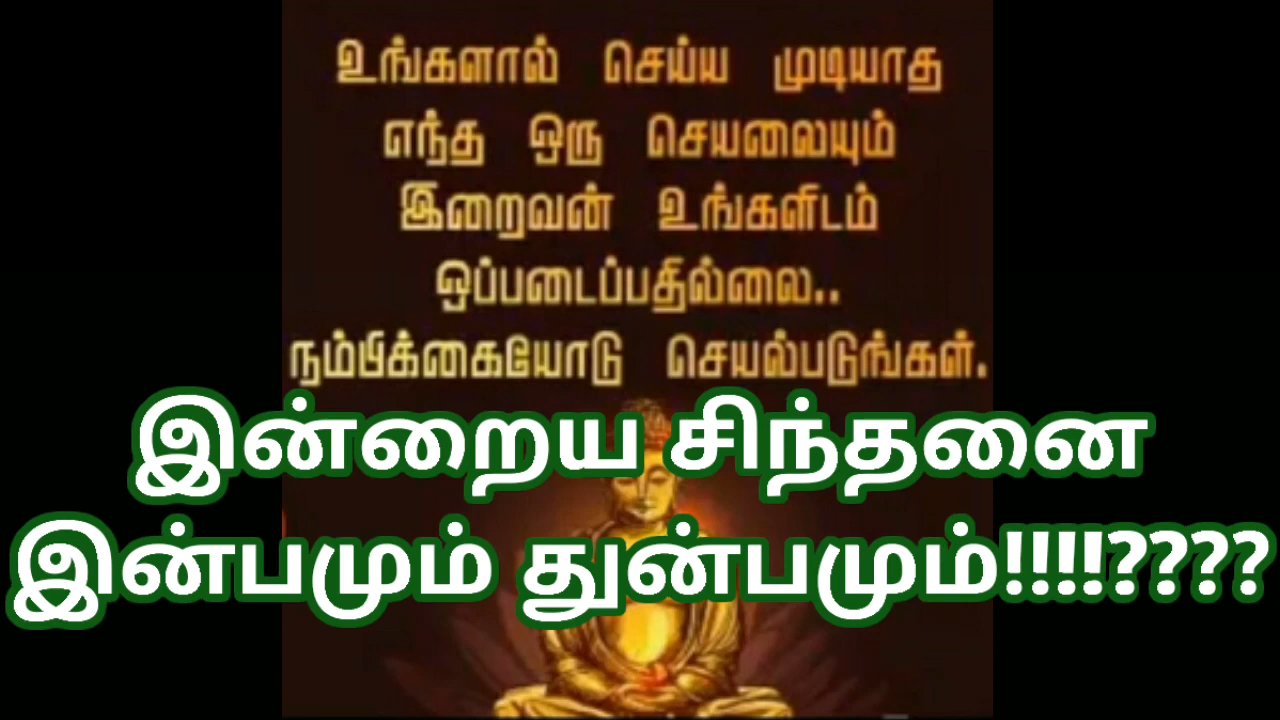 உங்களால் செய்ய முடியாத
எந்த ஒரு செயலையும்
இறைவன் உங்களிடம்
ஒப்படைப்பதில்லை..
நம்பிக்கையோடு செயல்படுங்கள்.
இன்றைய சிந்தனை
இன்பமும் துன்பமும்!!!!????